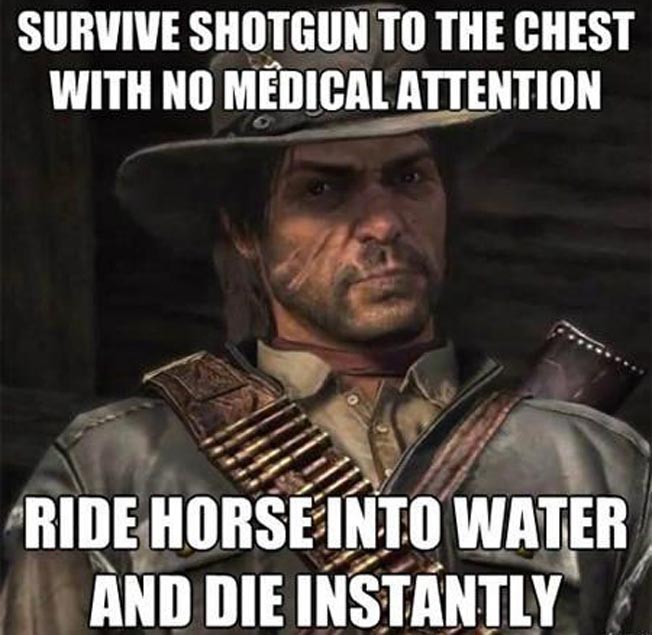 SURVIVE SHOTGUN TO THE CHEST
WITH NO MEDICAL ATTENTION
RIDE HORSE INTO WATER
AND DIE INSTANTLY